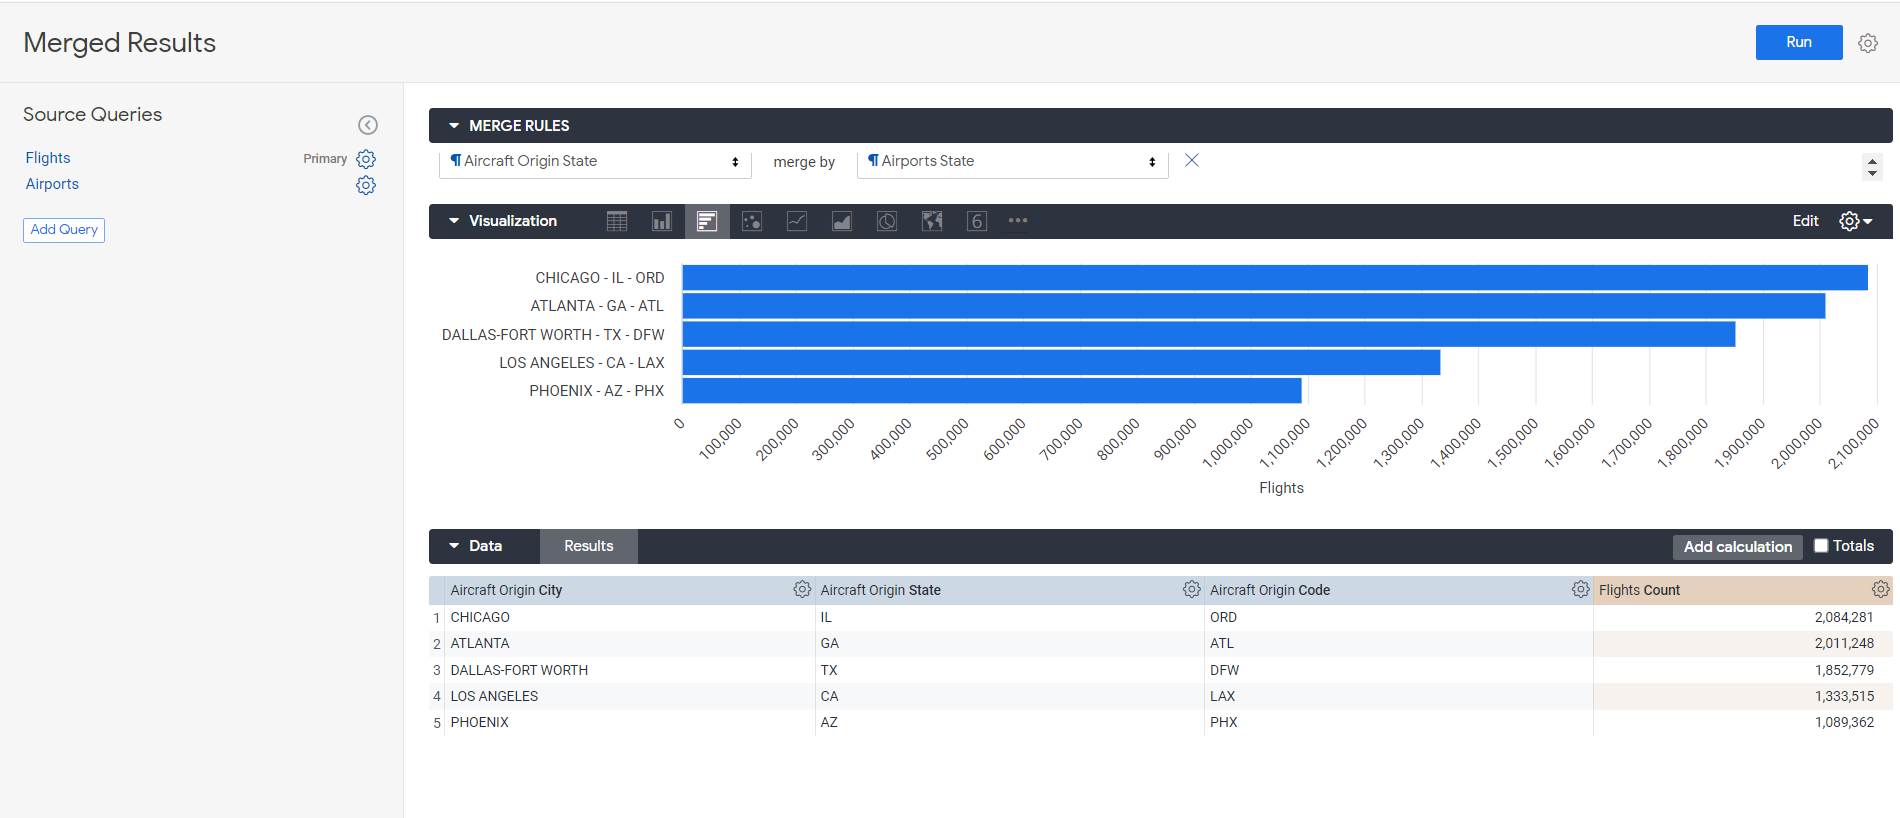 Merged Results
Run
Source Queries
Flights Primary
Airports
Add Query
MERGE RULES
Aircraft Origin State merge by Airports State
Visualization 6 Edit
CHICAGO - IL - ORD
ATLANTA - GA - ATL
DALLAS-FORT WORTH - TX - DFW
LOS ANGELES - CA - LAX
PHOENIX - AZ - PHX
0 100,000 200,000 300,000 400,000 500,000 600,000 700,000 800,000 900,000 1,000,000 1,100,000 1,200,000 1,300,000 1,400,000 1,500,000 1,600,000 1,700,000 1,800,000 1,900,000 2,000,000 2,100,000
Flights
Data Results Add calculation Totals
Aircraft Origin City Aircraft Origin State Aircraft Origin Code Flights Count
1 CHICAGO IL ORD 2,084,281
2 ATLANTA GA ATL 2,011,248
3 DALLAS-FORT WORTH TX DFW 1,852,779
4 LOS ANGELES CA LAX 1,333,515
5 PHOENIX AZ PHX 1,089,362